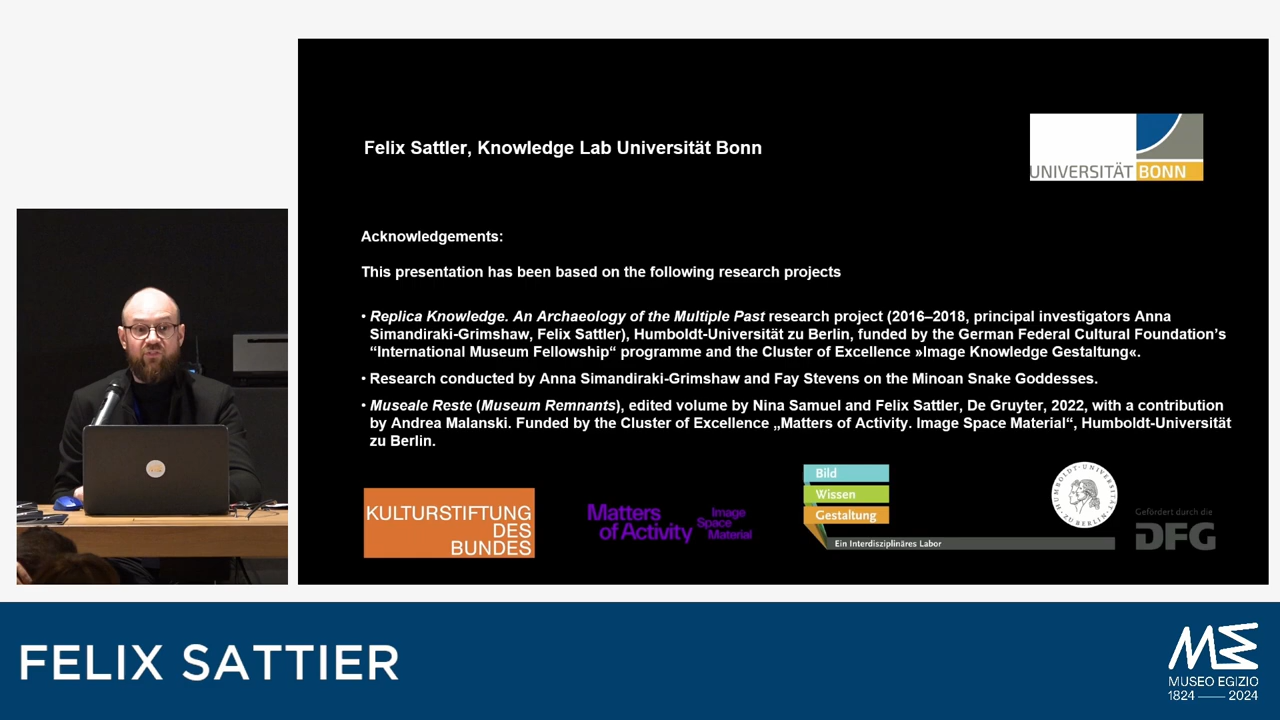 Felix Sattler, Knowledge Lab Universität Bonn
UNIVERSITÄT BONN
Acknowledgements:
This presentation has been based on the following research projects
• Replica Knowledge. An Archaeology of the Multiple Past research project (2016–2018, principal investigators Anna
Simandiraki-Grimshaw, Felix Sattler), Humboldt-Universität zu Berlin, funded by the German Federal Cultural Foundation’s
“International Museum Fellowship“ programme and the Cluster of Excellence »Image Knowledge Gestaltung«.
• Research conducted by Anna Simandiraki-Grimshaw and Fay Stevens on the Minoan Snake Goddesses.
• Museale Reste (Museum Remnants), edited volume by Nina Samuel and Felix Sattler, De Gruyter, 2022, with a contribution
by Andrea Malanski. Funded by the Cluster of Excellence „Matters of Activity. Image Space Material“, Humboldt-Universität
zu Berlin.
KULTURSTIFTUNG
DES
BUNDES
Matters
of Activity
Image
Space
Material
Bild
Wissen
Gestaltung
Ein Interdisziplinäres Labor
HUMBOLDT-UNIVERSITÄT ZU BERLIN
Gefördert durch die
DFG
FELIX SATTIER
ME
MUSEO EGIZIO
1824 — 2024